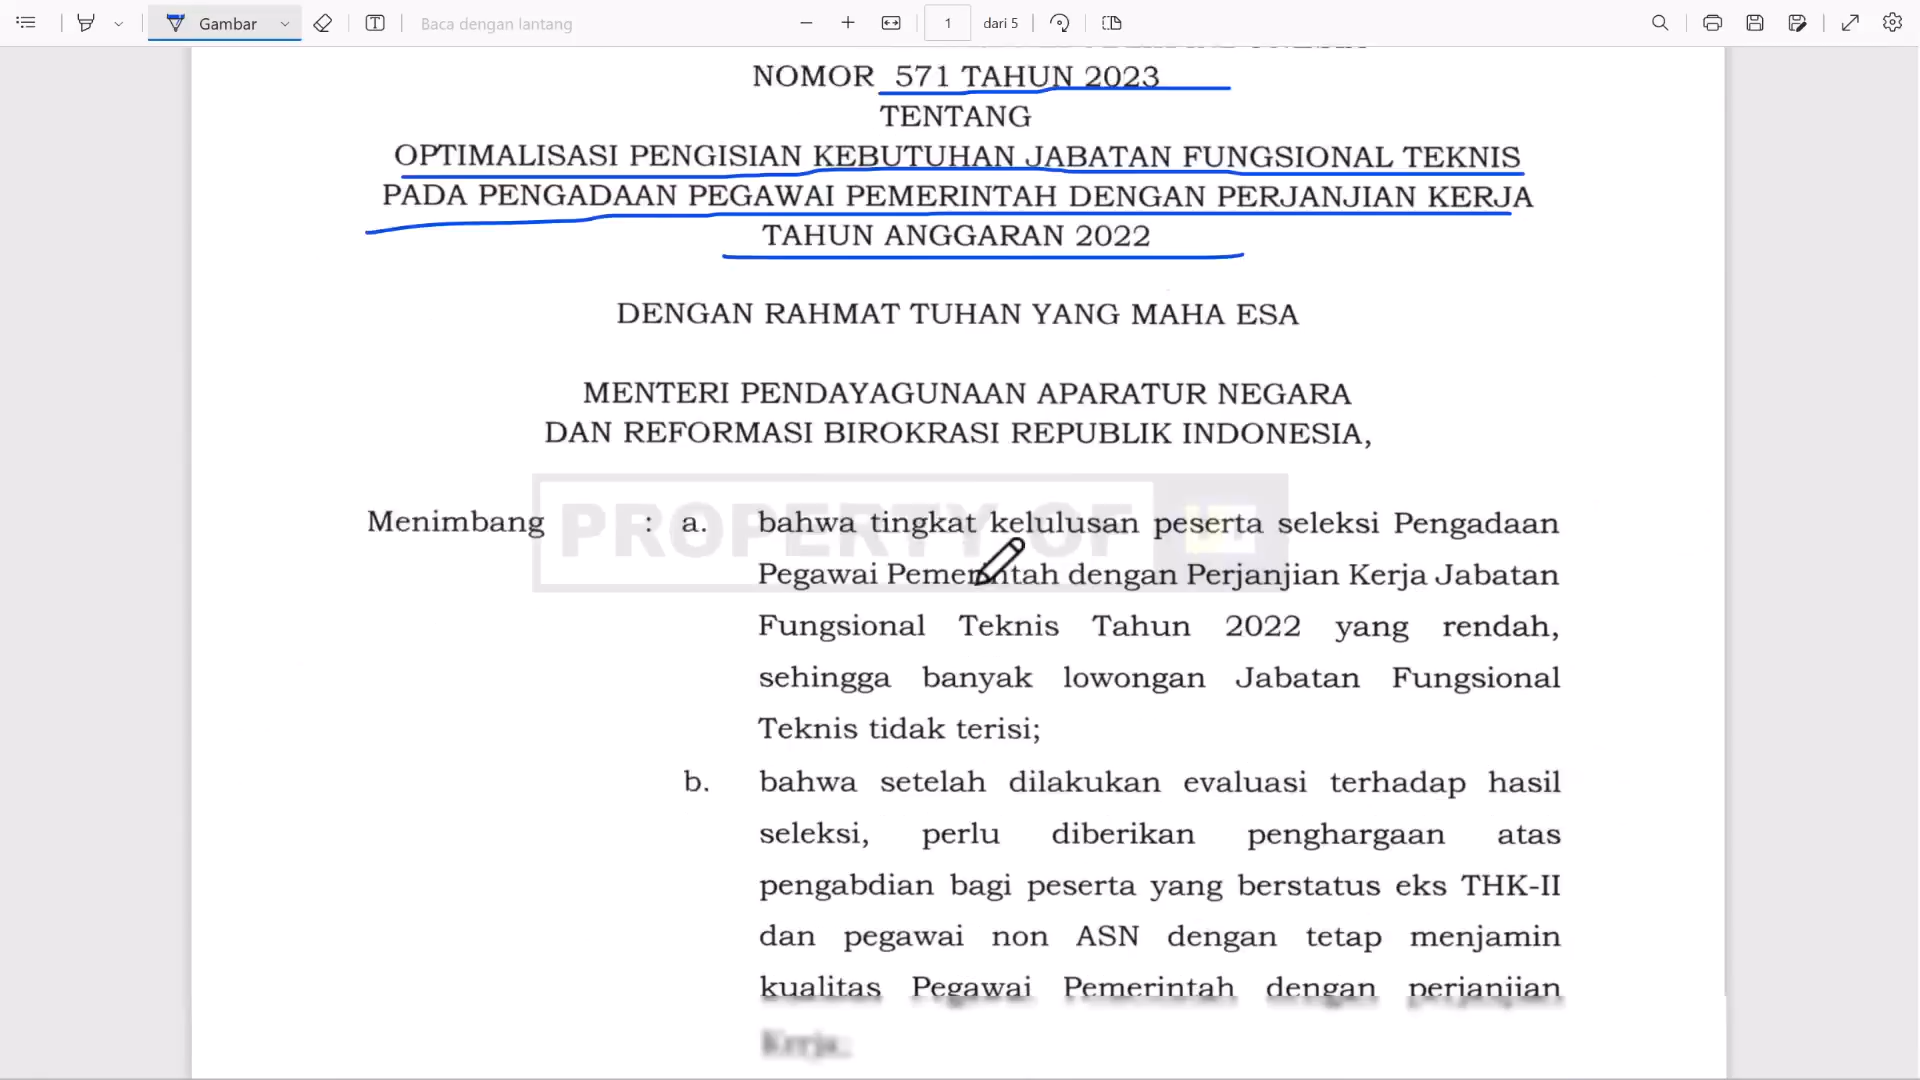 Gambar
Baca dengan lantang
1
dari 5
NOMOR 571 TAHUN 2023
TENTANG
OPTIMALISASI PENGISIAN KEBUTUHAN JABATAN FUNGSIONAL TEKNIS
PADA PENGADAAN PEGAWAI PEMERINTAH DENGAN PERJANJIAN KERJA
TAHUN ANGGARAN 2022
DENGAN RAHMAT TUHAN YANG MAHA ESA
MENTERI PENDAYAGUNAAN APARATUR NEGARA
DAN REFORMASI BIROKRASI REPUBLIK INDONESIA,
PROPERTY OF
Menimbang : a. bahwa tingkat kelulusan peserta seleksi Pengadaan
Pegawai Pemerintah dengan Perjanjian Kerja Jabatan
Fungsional Teknis Tahun 2022 yang rendah,
sehingga banyak lowongan Jabatan Fungsional
Teknis tidak terisi;
b. bahwa setelah dilakukan evaluasi terhadap hasil
seleksi, perlu diberikan penghargaan atas
pengabdian bagi peserta yang berstatus eks THK-II
dan pegawai non ASN dengan tetap menjamin
kualitas Pegawai Pemerintah dengan perjanjian